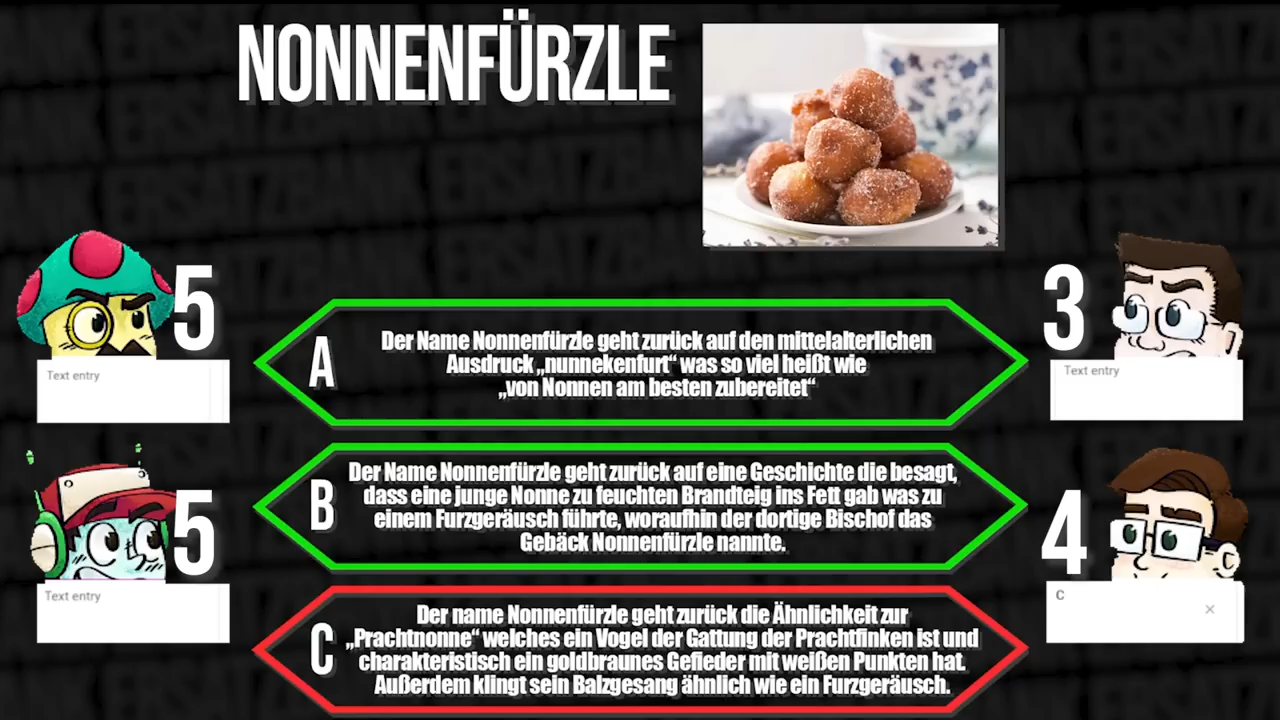 NONNENFÜRZLE
5
3
A
Der Name Nonnenfürzle geht zurück auf den mittelalterlichen
Ausdruck „nunnekenfurt“ was so viel heißt wie
„von Nonnen am besten zubereitet“
Text entry
Text entry
5
4
B
Der Name Nonnenfürzle geht zurück auf eine Geschichte die besagt,
dass eine junge Nonne zu feuchten Brandteig ins Fett gab was zu
einem Furzgeräusch führte, woraufhin der dortige Bischof das
Gebäck Nonnenfürzle nannte.
Text entry
C
C
Der name Nonnenfürzle geht zurück die Ähnlichkeit zur
„Prachtnonne“ welches ein Vogel der Gattung der Prachtfinken ist und
charakteristisch ein goldbraunes Gefieder mit weißen Punkten hat.
Außerdem klingt sein Balzgesang ähnlich wie ein Furzgeräusch.